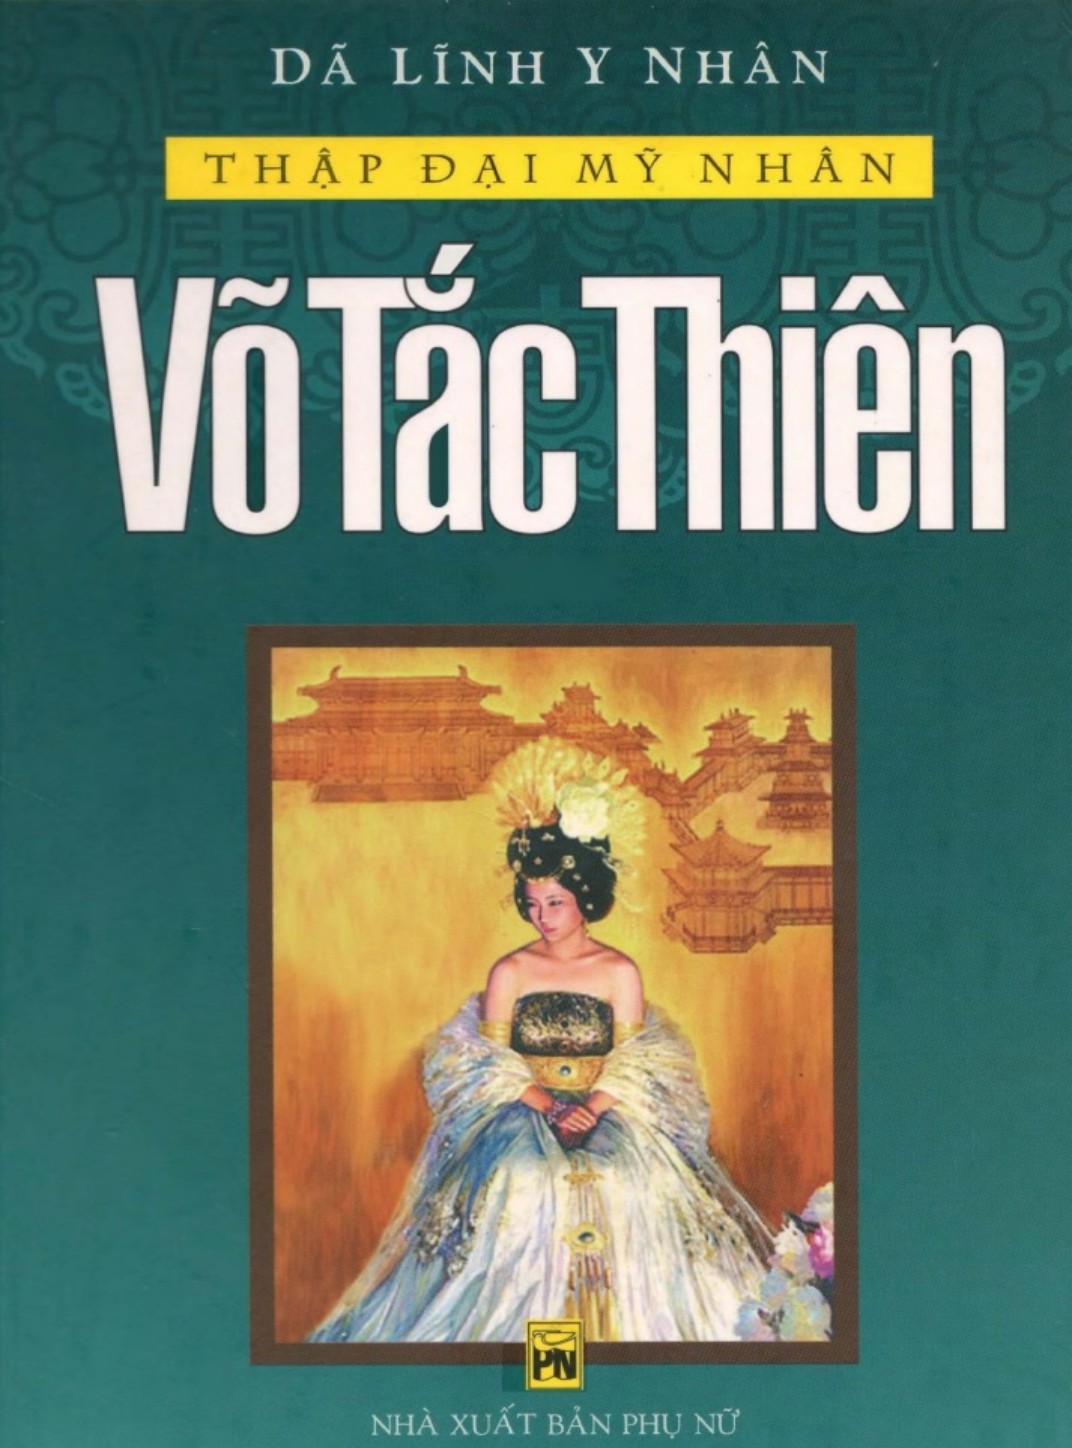 DÃ LĨNH Y NHÂN
THẬP ĐẠI MỸ NHÂN
Võ Tắc Thiên
PN
NHÀ XUẤT BẢN PHỤ NỮ